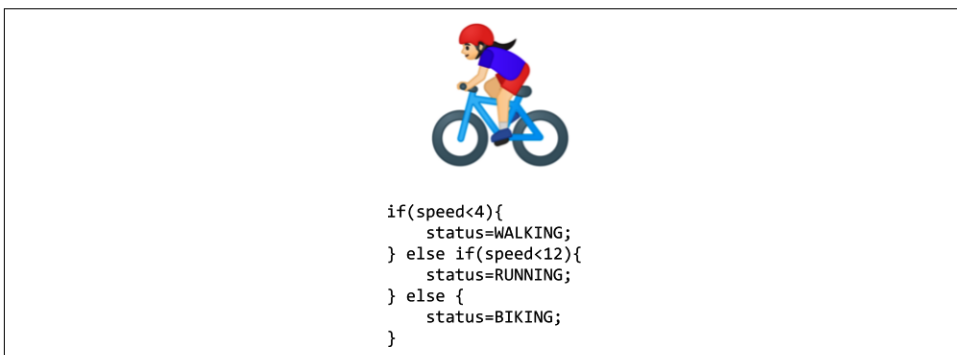 if(speed<4){
    status=WALKING;
} else if(speed<12){
    status=RUNNING;
} else {
    status=BIKING;
}